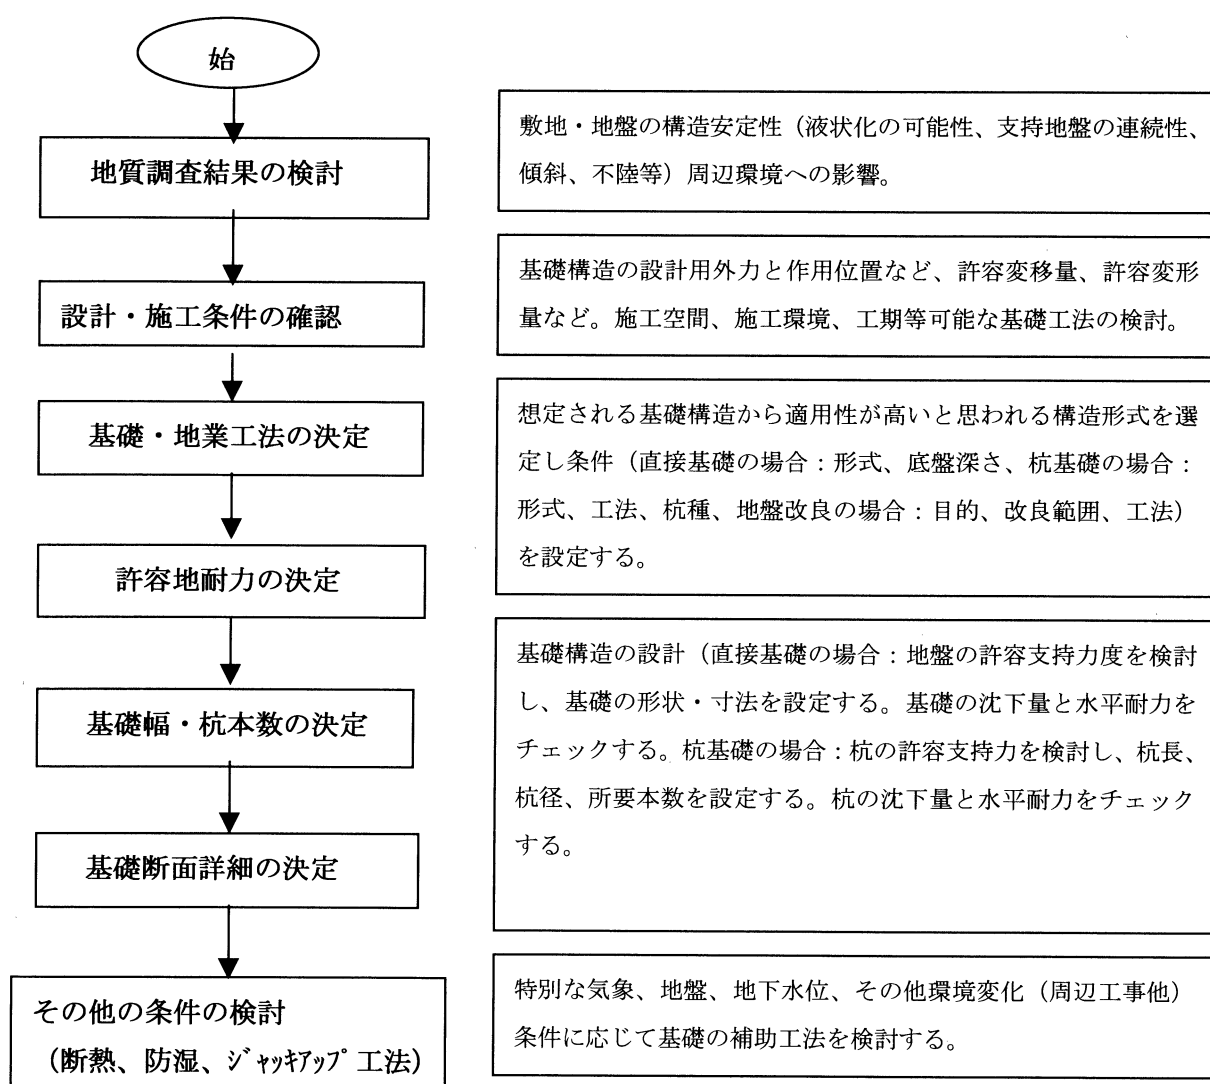 始
地質調査結果の検討
敷地・地盤の構造安定性（液状化の可能性、支持地盤の連続性、
傾斜、不陸等）周辺環境への影響。
設計・施工条件の確認
基礎構造の設計用外力と作用位置など、許容変移量、許容変形
量など。施工空間、施工環境、工期等可能な基礎工法の検討。
基礎・地業工法の決定
想定される基礎構造から適用性が高いと思われる構造形式を選
定し条件（直接基礎の場合：形式、底盤深さ、杭基礎の場合：
形式、工法、杭種、地盤改良の場合：目的、改良範囲、工法）
を設定する。
許容地耐力の決定
基礎幅・杭本数の決定
基礎構造の設計（直接基礎の場合：地盤の許容支持力度を検討
し、基礎の形状・寸法を設定する。基礎の沈下量と水平耐力を
チェックする。杭基礎の場合：杭の許容支持力を検討し、杭長、
杭径、所要本数を設定する。杭の沈下量と水平耐力をチェック
する。
基礎断面詳細の決定
その他の条件の検討
（断熱、防湿、ｼﾞｬｯｷｱｯﾌﾟ工法）
特別な気象、地盤、地下水位、その他環境変化（周辺工事他）
条件に応じて基礎の補助工法を検討する。